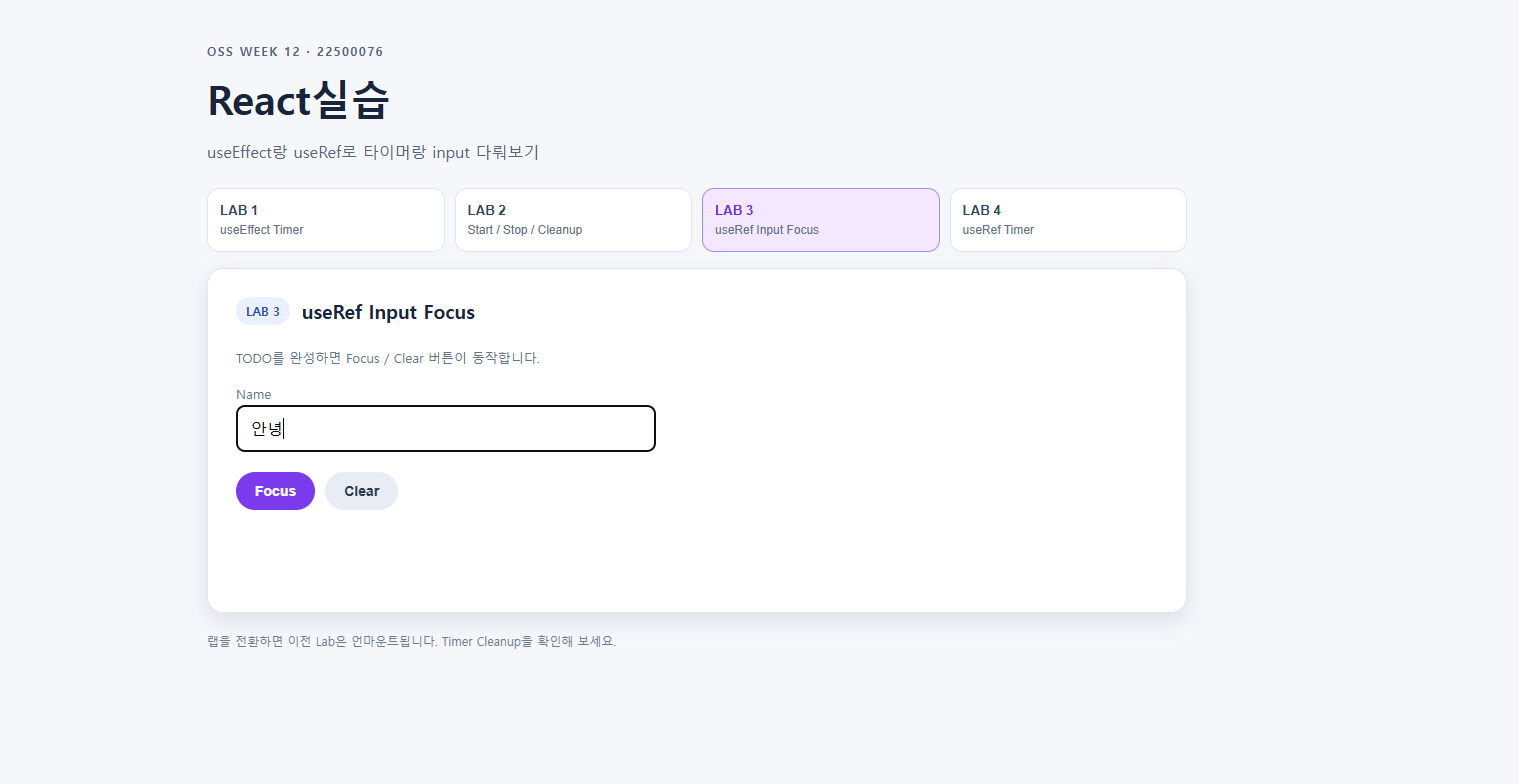 OSS WEEK 12 · 22500076
React실습
useEffect랑 useRef로 타이머랑 input 다뤄보기
LAB 1
useEffect Timer
LAB 2
Start / Stop / Cleanup
LAB 3
useRef Input Focus
LAB 4
useRef Timer
LAB 3 useRef Input Focus
TODO를 완성하면 Focus / Clear 버튼이 동작합니다.
Name
안녕
Focus Clear
랩을 전환하면 이전 Lab은 언마운트됩니다. Timer Cleanup을 확인해 보세요.